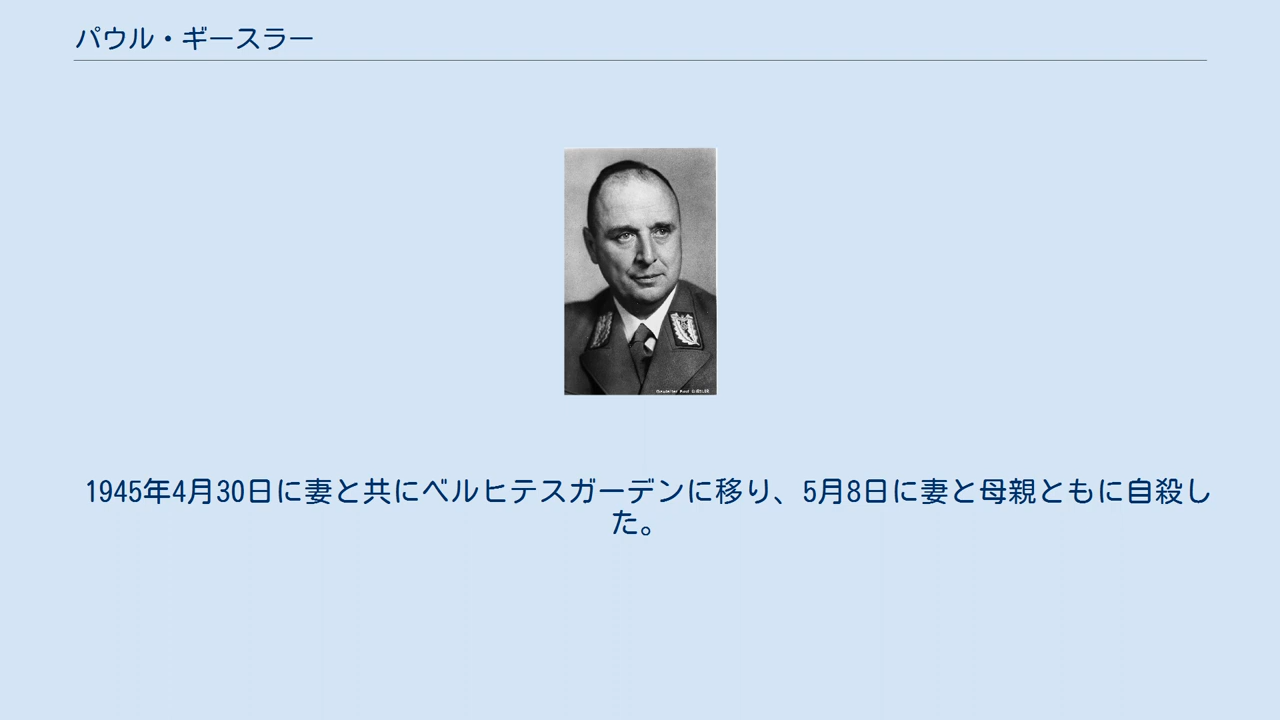 パウル・ギースラー
1945年4月30日に妻と共にベルヒテスガーデンに移り、5月8日に妻と母親ともに自殺し
た。